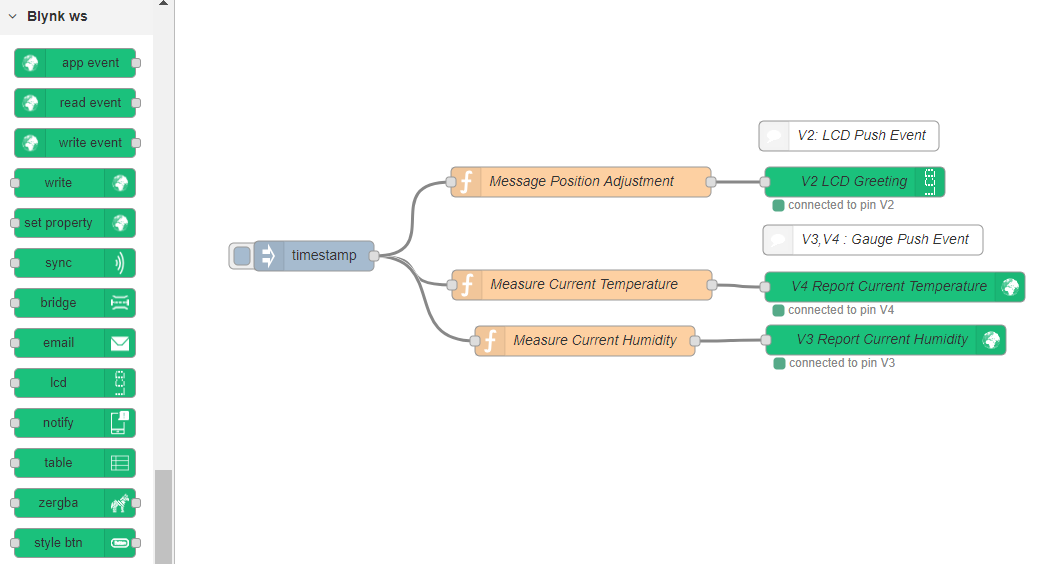 Blynk ws
app event
read event
write event
write
set property
sync
bridge
email
lcd
notify
table
zergba
style btn
timestamp
Message Position Adjustment
Measure Current Temperature
Measure Current Humidity
V2: LCD Push Event
V2 LCD Greeting
connected to pin V2
V3,V4 : Gauge Push Event
V4 Report Current Temperature
connected to pin V4
V3 Report Current Humidity
connected to pin V3